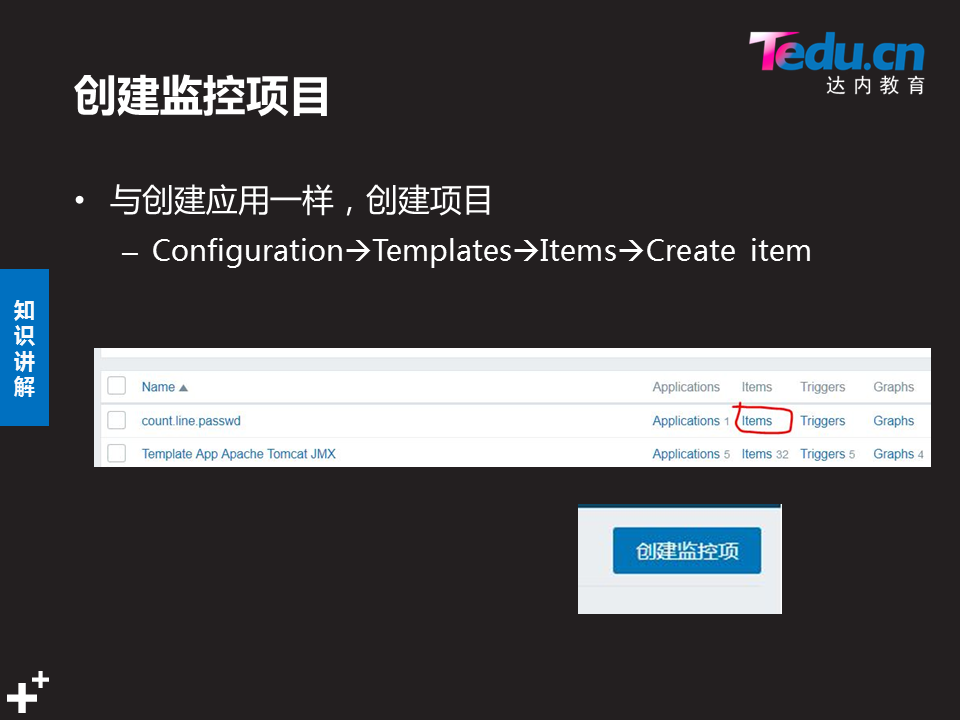 Tedu.cn
达内教育
创建监控项目
• 与创建应用一样，创建项目
– Configuration→Templates→Items→Create item
知识讲解
Name Applications Items Triggers Graphs
count.line.passwd Applications 1 Items Triggers Graphs
Template App Apache Tomcat JMX Applications 5 Items 32 Triggers 5 Graphs 4
创建监控项